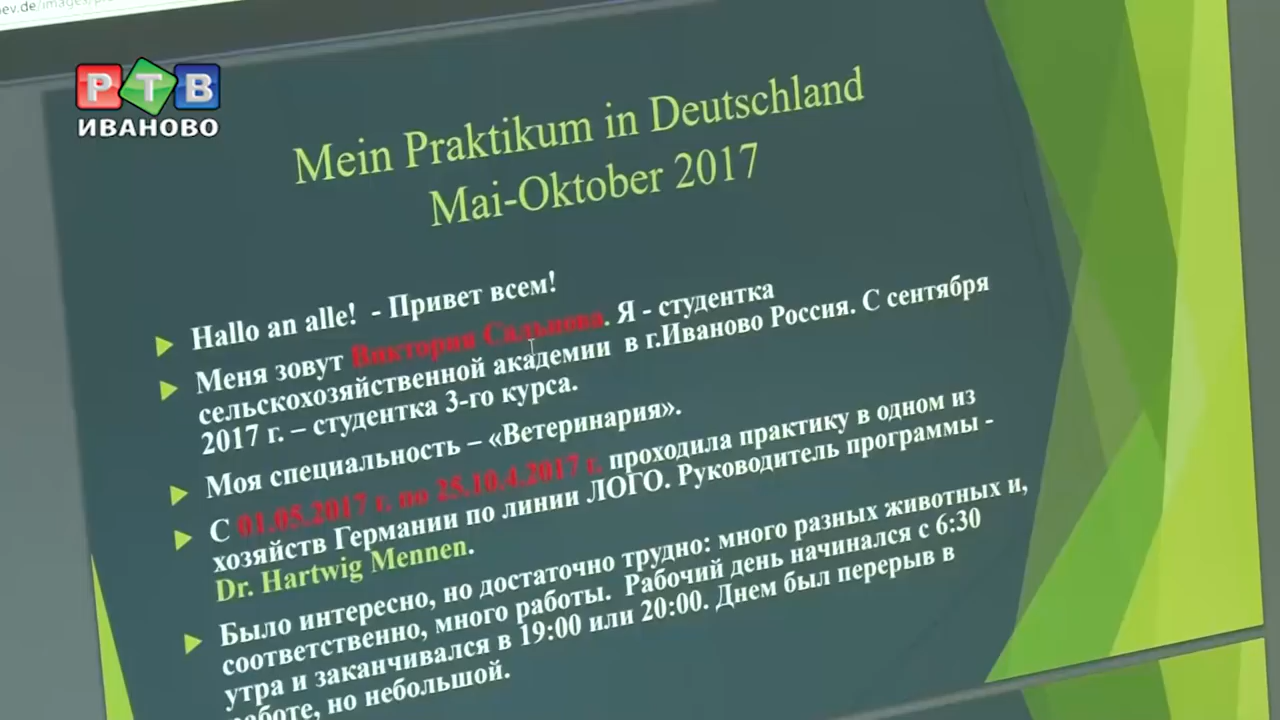 nev.de/images/
РТВ
ИВАНОВО
Mein Praktikum in Deutschland
Mai-Oktober 2017
Hallo an alle! - Привет всем!
Меня зовут Виктория Сальнова. Я - студентка
сельскохозяйственной академии в г.Иваново Россия. С сентября
2017 г. – студентка 3-го курса.
Моя специальность – «Ветеринария».
С 01.05.2017 г. по 25.10.4.2017 г. проходила практику в одном из
хозяйств Германии по линии ЛОГО. Руководитель программы -
Dr. Hartwig Mennen.
Было интересно, но достаточно трудно: много разных животных и,
соответственно, много работы. Рабочий день начинался с 6:30
утра и заканчивался в 19:00 или 20:00. Днем был перерыв в
работе, но небольшой.